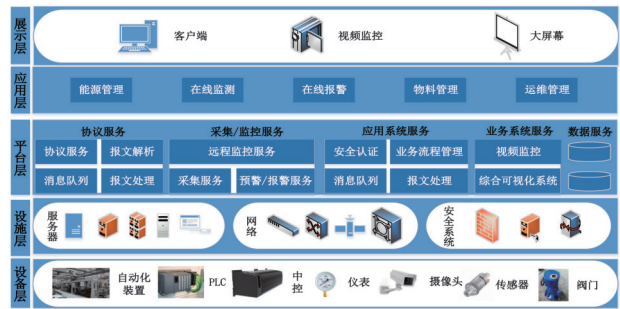 展示层
客户端
视频监控
大屏幕
应用层
能源管理
在线监测
在线报警
物料管理
运维管理
平台层
协议服务
采集/监控服务
应用系统服务
业务系统服务
数据服务
协议服务
报文解析
远程监控服务
安全认证
业务流程管理
视频监控
消息队列
报文处理
采集服务
预警/报警服务
消息队列
报文处理
综合可视化系统
设施层
服务器
网络
安全系统
设备层
自动化
装置
PLC
中控
仪表
摄像头
传感器
阀门